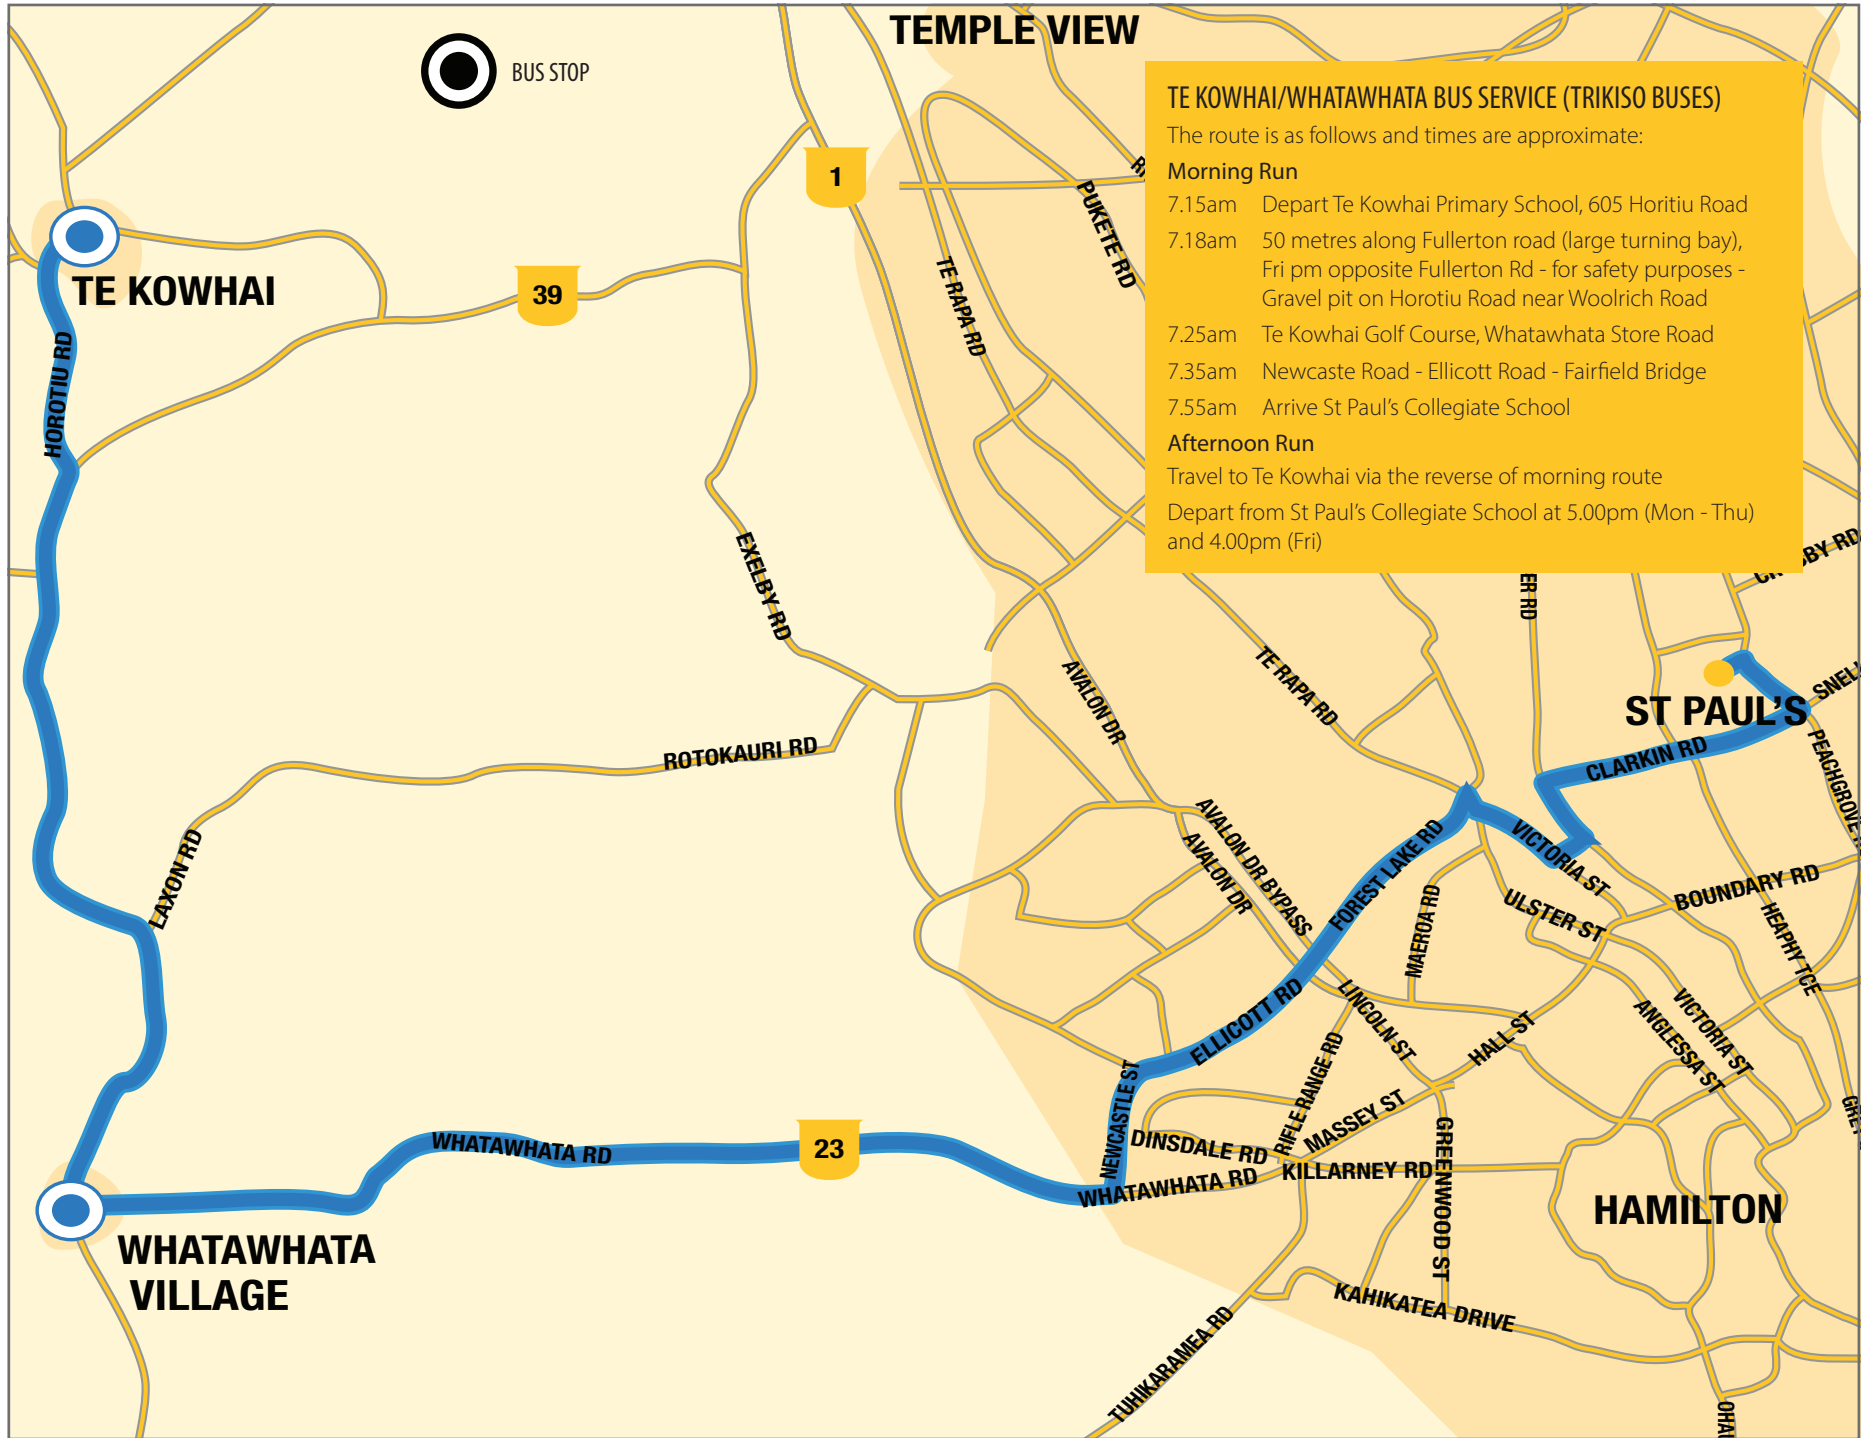 TEMPLE VIEW
BUS STOP
TE KOWHAI/WHATAWHATA BUS SERVICE (TRIKISO BUSES)
The route is as follows and times are approximate:
Morning Run
7.15am Depart Te Kowhai Primary School, 605 Horitiu Road
7.18am 50 metres along Fullerton road (large turning bay),
Fri pm opposite Fullerton Rd - for safety purposes -
Gravel pit on Horotiu Road near Woolrich Road
7.25am Te Kowhai Golf Course, Whatawhata Store Road
7.35am Newcaste Road - Ellicott Road - Fairfield Bridge
7.55am Arrive St Paul's Collegiate School
Afternoon Run
Travel to Te Kowhai via the reverse of morning route
Depart from St Paul's Collegiate School at 5.00pm (Mon - Thu)
and 4.00pm (Fri)
1
PUKETE RD
TE RAPA RD
TE KOWHAI
39
HOROTIU RD
EXELBY RD
ER RD
BY RD
AVALON DR
TE RAPA RD
SNEL
ST PAUL'S
ROTOKAURI RD
CLARKIN RD
PEACHGROVE
LAXON RD
AVALON DR BYPASS
AVALON DR
FOREST LAKE RD
VICTORIA ST
BOUNDARY RD
ULSTER ST
MAEROA RD
HEAPHY TCE
ELLICOTT RD
LINCOLN ST
HALL ST
ANGLESSA ST
VICTORIA ST
RIFLE RANGE RD
NEWCASTLE ST
MASSEY ST
GREY
WHATAWHATA RD
23
DINSDALE RD
WHATAWHATA RD
KILLARNEY RD
GREENWOOD ST
HAMILTON
WHATAWHATA
VILLAGE
KAHIKATEA DRIVE
TUHIKARAMEA RD
OHAU